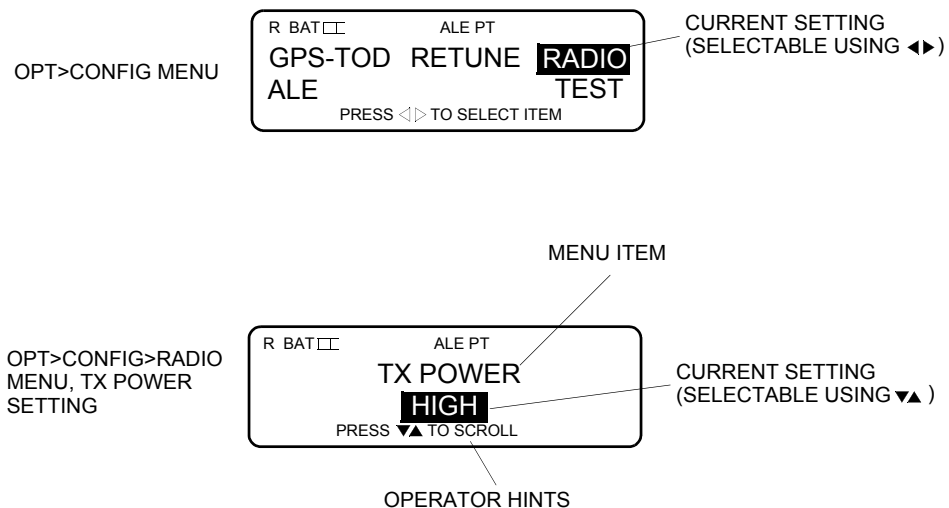 OPT>CONFIG MENU
R BAT ALE PT
GPS-TOD RETUNE RADIO
ALE TEST
PRESS ◁ ▷ TO SELECT ITEM
CURRENT SETTING
(SELECTABLE USING ◀▶)
MENU ITEM
OPT>CONFIG>RADIO
MENU, TX POWER
SETTING
R BAT ALE PT
TX POWER
HIGH
PRESS ▼▲ TO SCROLL
CURRENT SETTING
(SELECTABLE USING ▼▲ )
OPERATOR HINTS